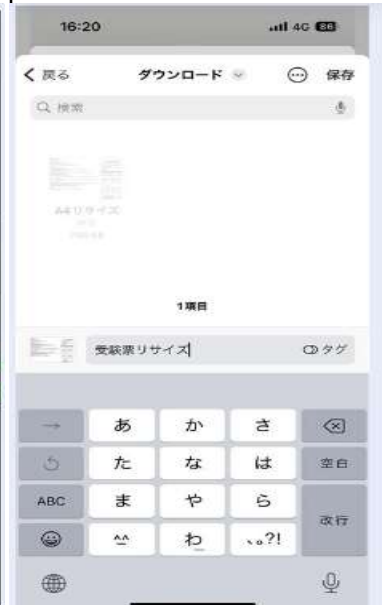 16:20 4G 86
戻る ダウンロード 保存
検索
A4リサイズ
1項目
受験票リサイズ タグ
→ あ か さ
た な は 空白
ABC ま や ら
改行
^^ わ 、。?!